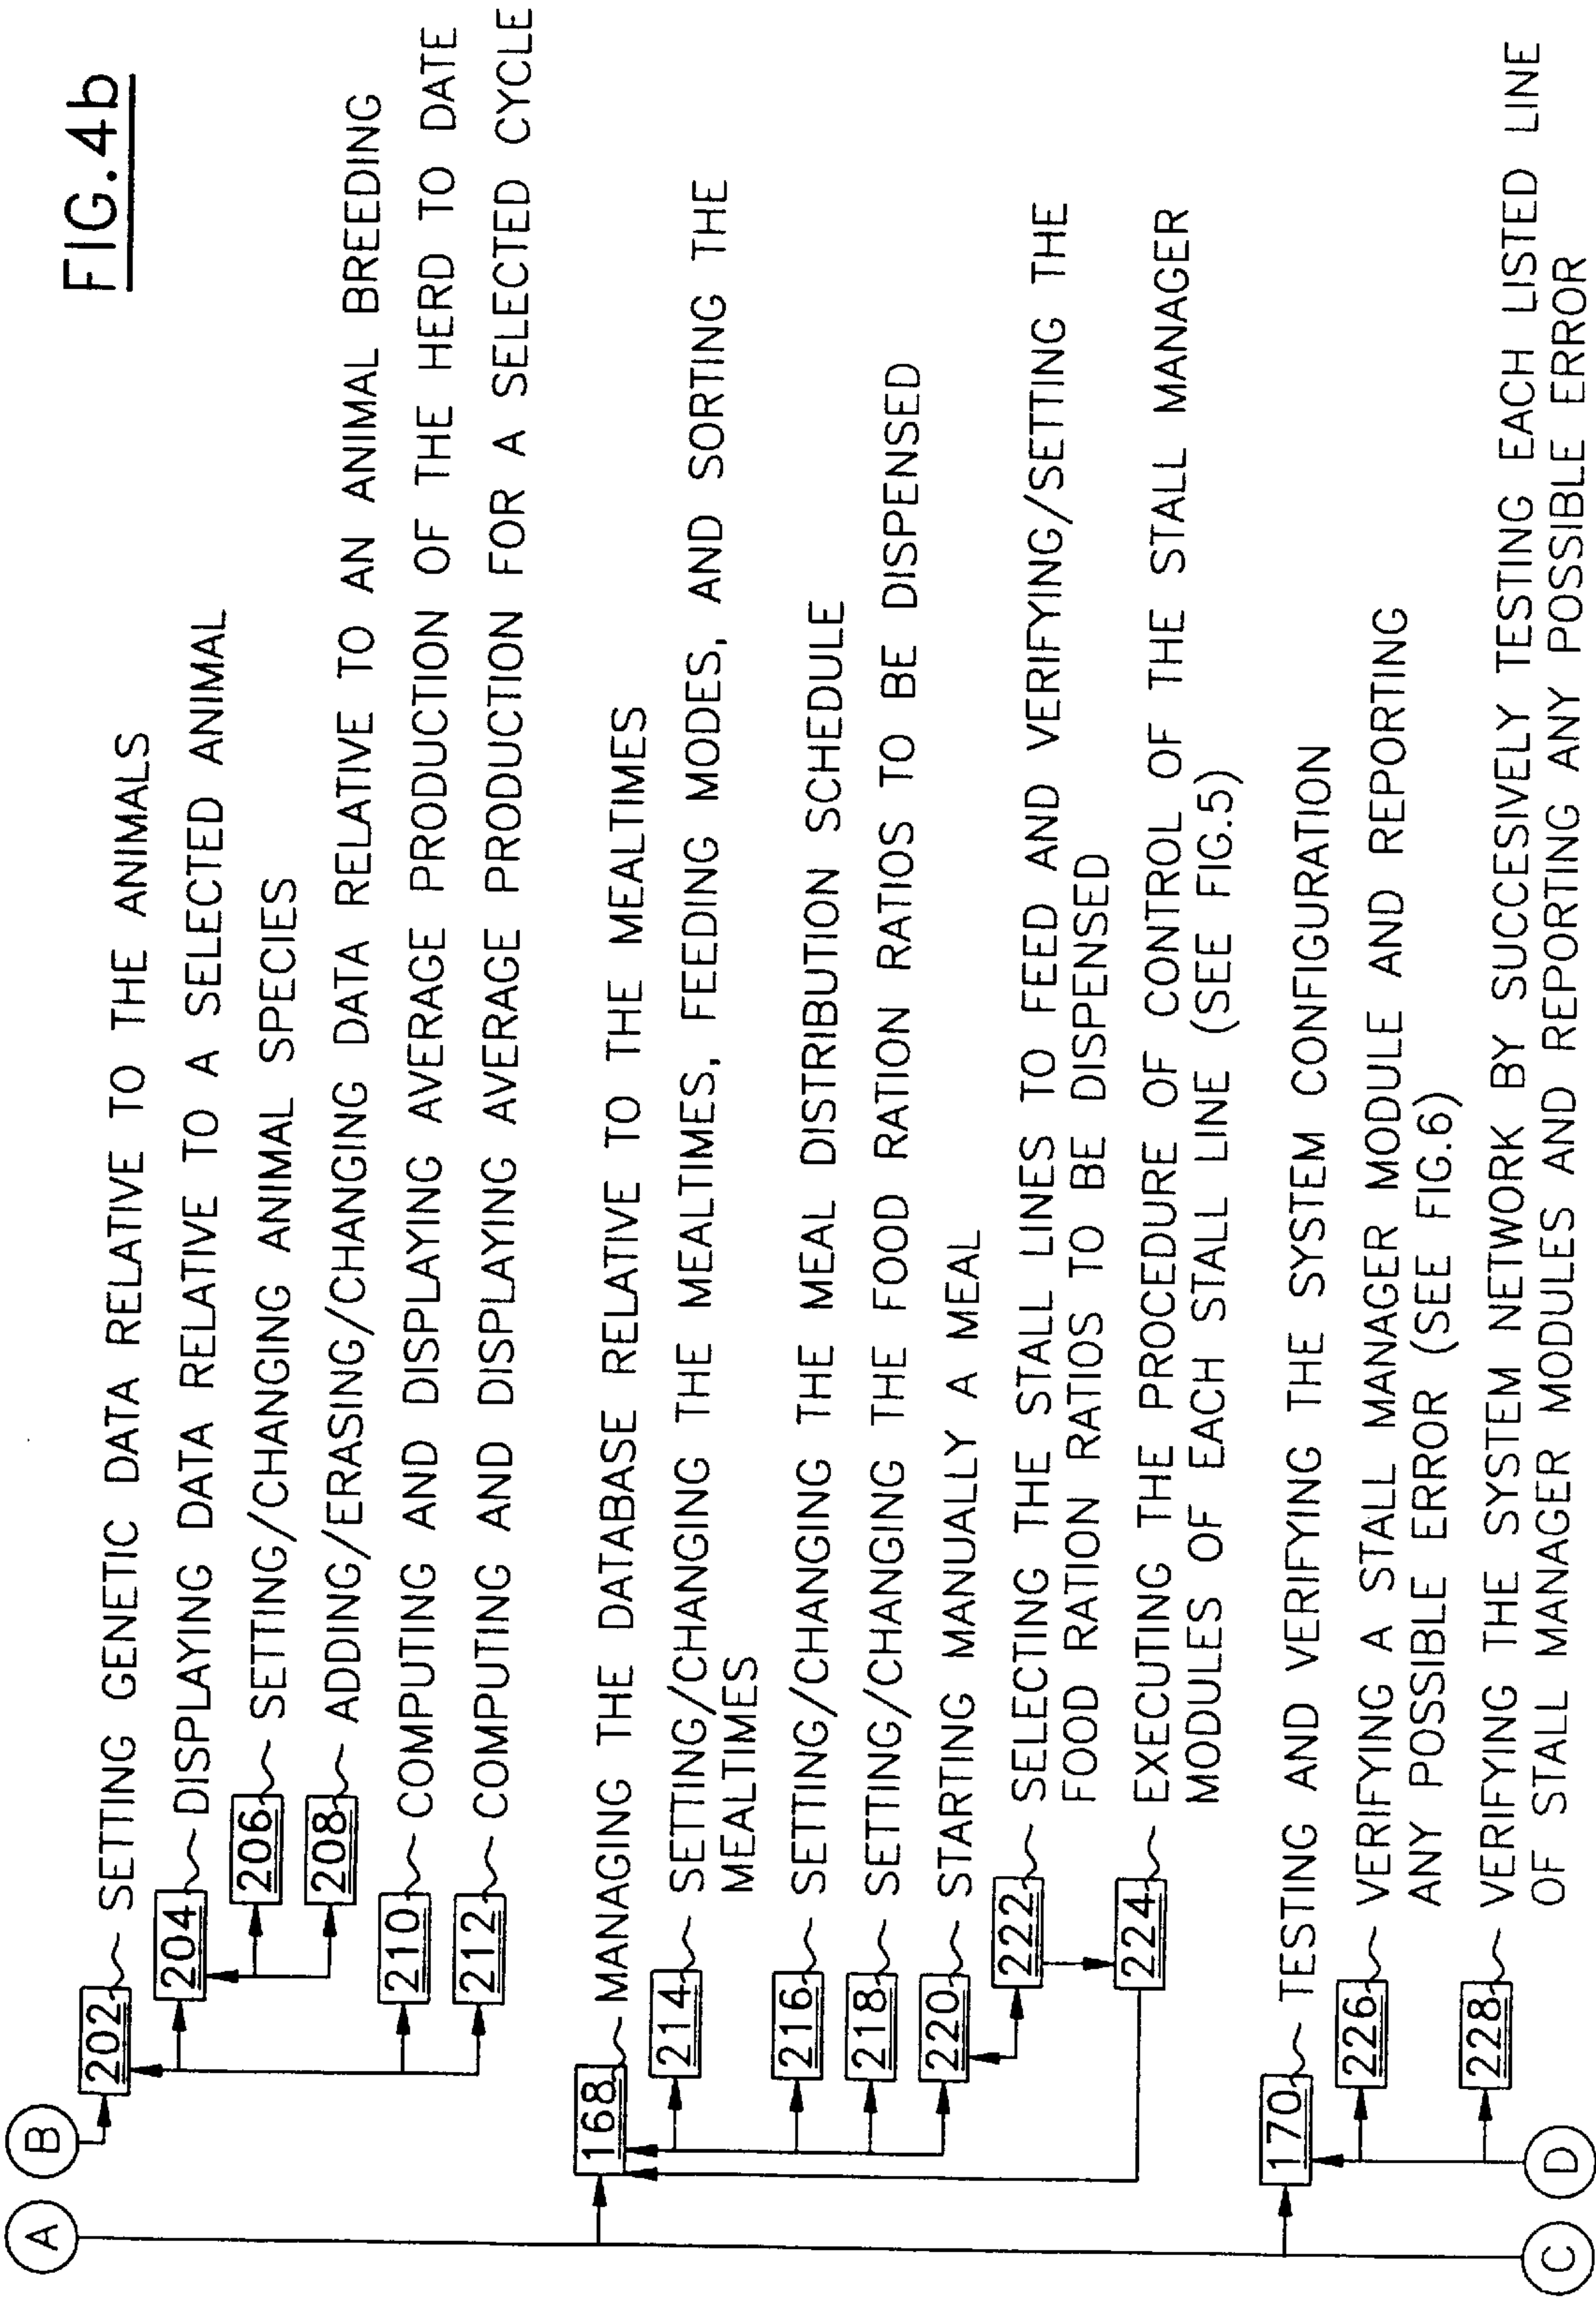 FIG.4b
A
B
202 SETTING GENETIC DATA RELATIVE TO THE ANIMALS
204 DISPLAYING DATA RELATIVE TO A SELECTED ANIMAL
206 SETTING/CHANGING ANIMAL SPECIES
208 ADDING/ERASING/CHANGING DATA RELATIVE TO AN ANIMAL BREEDING
210 COMPUTING AND DISPLAYING AVERAGE PRODUCTION OF THE HERD TO DATE
212 COMPUTING AND DISPLAYING AVERAGE PRODUCTION FOR A SELECTED CYCLE
168 MANAGING THE DATABASE RELATIVE TO THE MEALTIMES
214 SETTING/CHANGING THE MEALTIMES, FEEDING MODES, AND SORTING THE
MEALTIMES
216 SETTING/CHANGING THE MEAL DISTRIBUTION SCHEDULE
218 SETTING/CHANGING THE FOOD RATION RATIOS TO BE DISPENSED
220 STARTING MANUALLY A MEAL
222 SELECTING THE STALL LINES TO FEED AND VERIFYING/SETTING THE
FOOD RATION RATIOS TO BE DISPENSED
224 EXECUTING THE PROCEDURE OF CONTROL OF THE STALL MANAGER
MODULES OF EACH STALL LINE (SEE FIG.5)
170 TESTING AND VERIFYING THE SYSTEM CONFIGURATION
226 VERIFYING A STALL MANAGER MODULE AND REPORTING
ANY POSSIBLE ERROR (SEE FIG.6)
228 VERIFYING THE SYSTEM NETWORK BY SUCCESIVELY TESTING EACH LISTED LINE
OF STALL MANAGER MODULES AND REPORTING ANY POSSIBLE ERROR
C
D